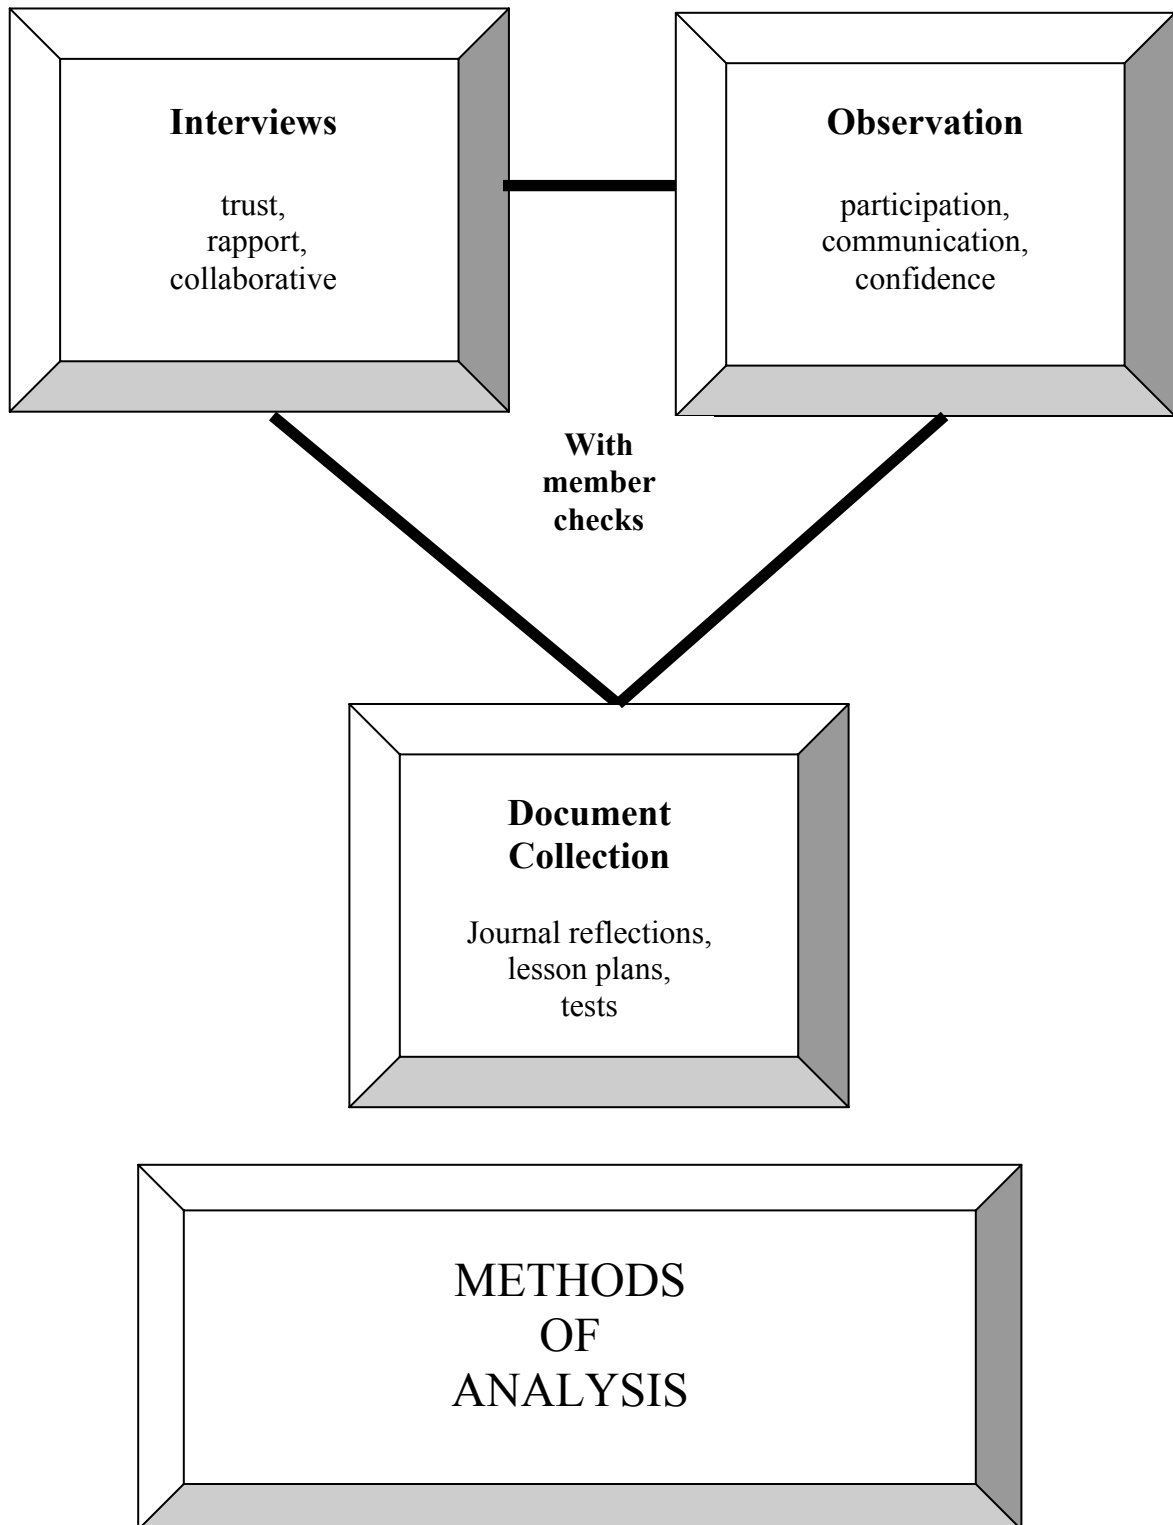 Interviews
trust,
rapport,
collaborative
Observation
participation,
communication,
confidence
With
member
checks
Document
Collection
Journal reflections,
lesson plans,
tests
METHODS
OF
ANALYSIS